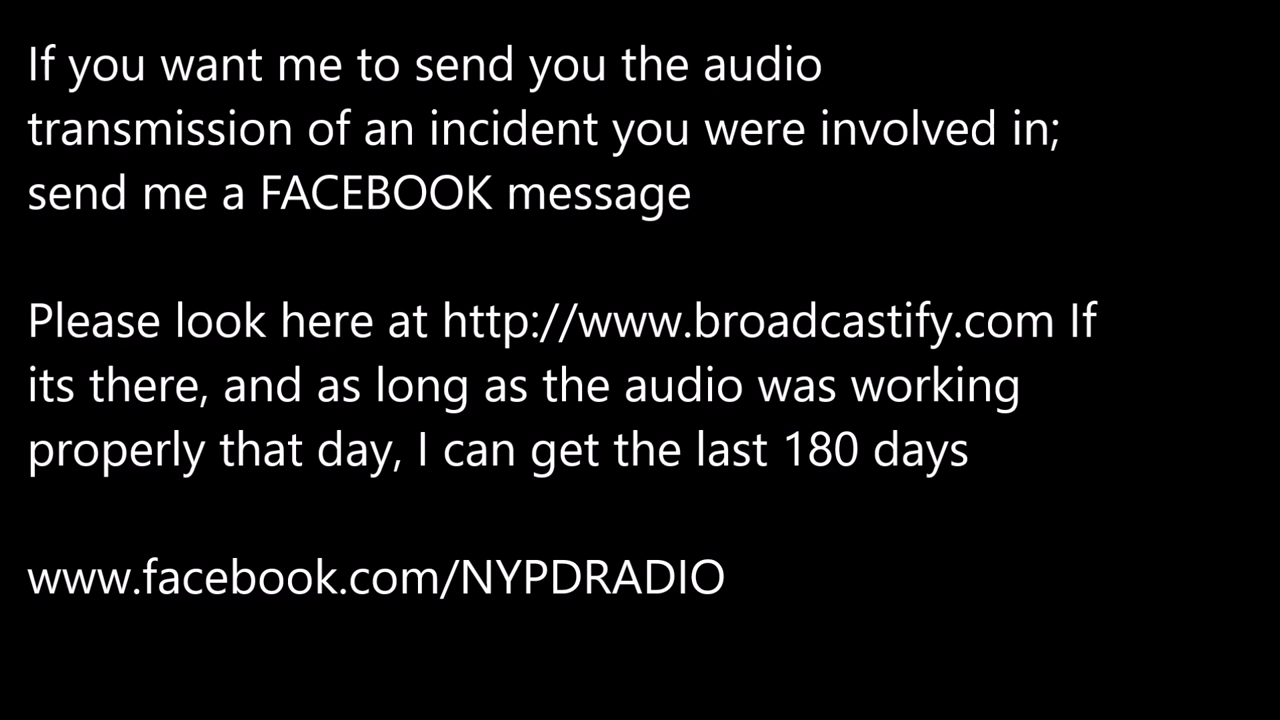 If you want me to send you the audio
transmission of an incident you were involved in;
send me a FACEBOOK message
Please look here at http://www.broadcastify.com If
its there, and as long as the audio was working
properly that day, I can get the last 180 days
www.facebook.com/NYPDRADIO